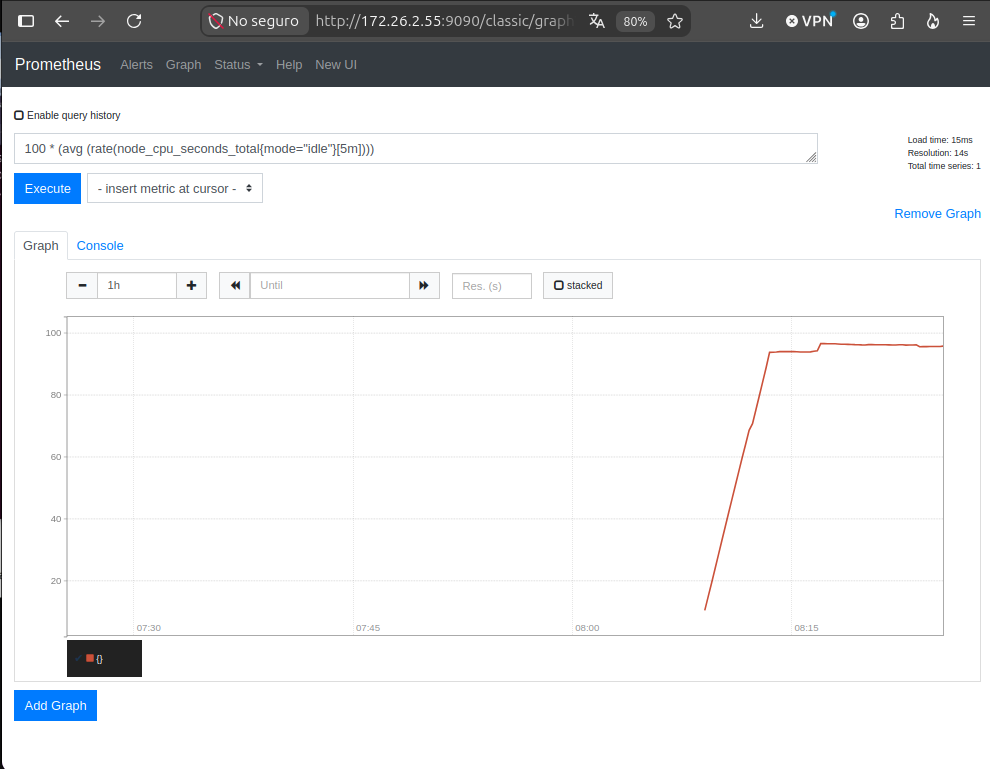 No seguro http://172.26.2.55:9090/classic/graph 80% VPN
Prometheus Alerts Graph Status Help New UI
Enable query history
100 * (avg (rate(node_cpu_seconds_total{mode="idle"}[5m])))
Load time: 15ms
Resolution: 14s
Total time series: 1
Execute - insert metric at cursor -
Remove Graph
Graph Console
1h Until Res. (s) stacked
100
80
60
40
20
07:30 07:45 08:00 08:15
{}
Add Graph